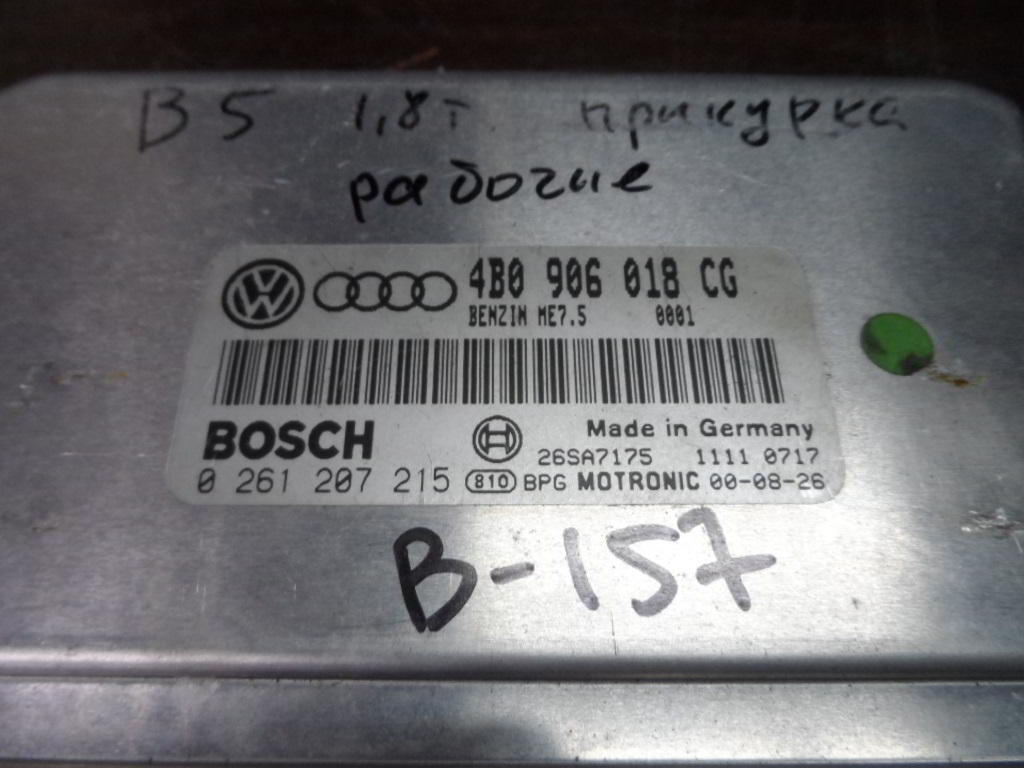 B5 1,8т прикурка
рабочие
4B0 906 018 CG
BENZIN ME7.5 0001
BOSCH Made in Germany
26SA7175 1111 0717
0 261 207 215 810 BPG MOTRONIC 00-08-26
B-157